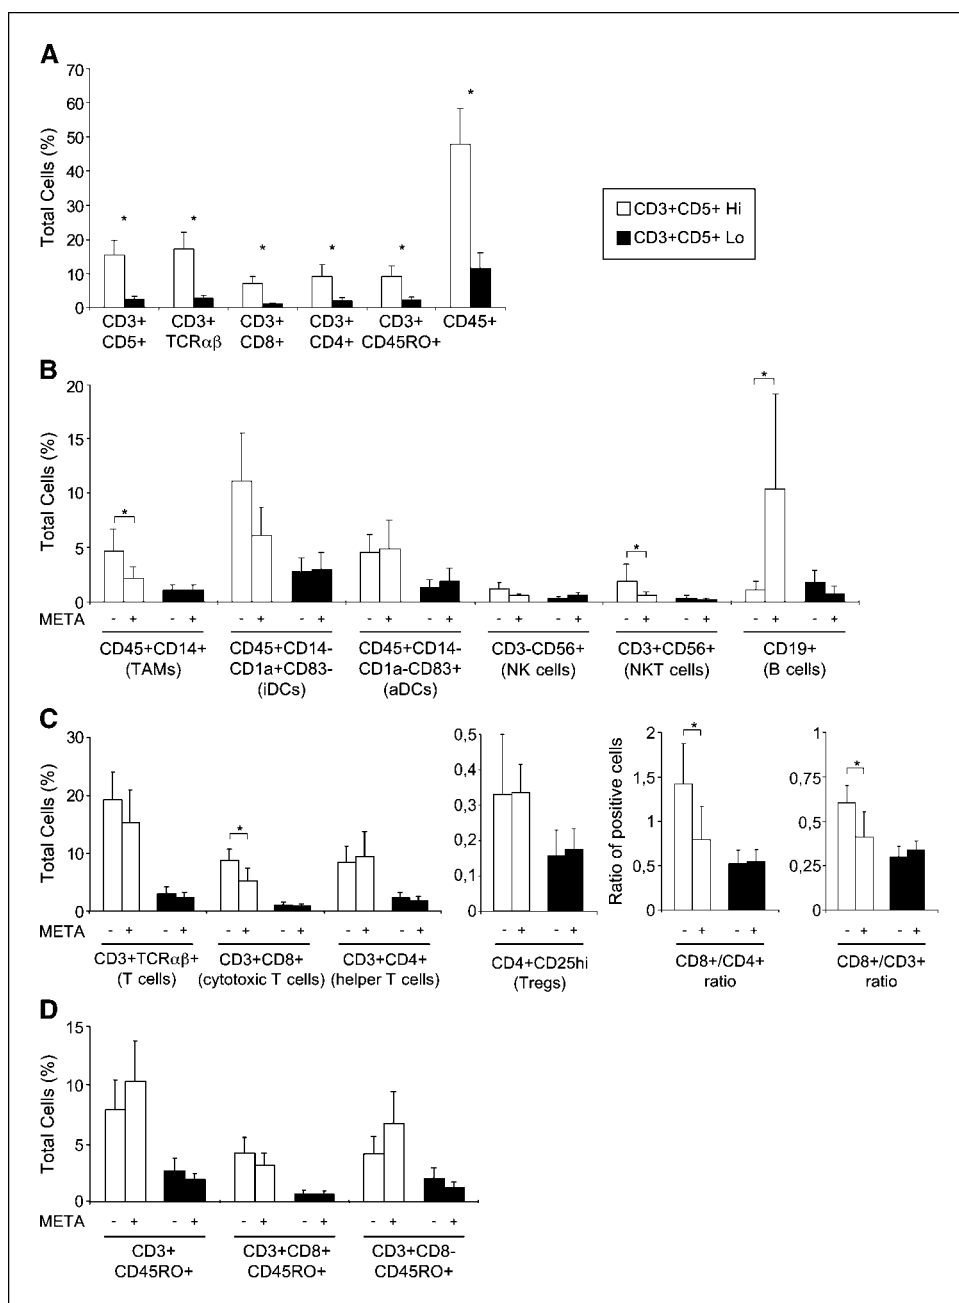 A
Total Cells (%)
70
60
50
40
30
20
10
0
* * * * * *
CD3+ CD3+ CD3+ CD3+ CD3+ CD45+
CD5+ TCRαβ CD8+ CD4+ CD45RO+
CD3+CD5+ Hi
CD3+CD5+ Lo
B
Total Cells (%)
20
15
10
5
0
* * *
META - + - + - + - + - + - + - + - + - + - + - + - +
CD45+CD14+ CD45+CD14- CD45+CD14- CD3-CD56+ CD3+CD56+ CD19+
(TAMs) CD1a+CD83- CD1a-CD83+ (NK cells) (NKT cells) (B cells)
(iDCs) (aDCs)
C
Total Cells (%)
30
20
10
0
*
META - + - + - + - + - + - +
CD3+TCRαβ+ CD3+CD8+ CD3+CD4+
(T cells) (cytotoxic T cells) (helper T cells)
0,5
0,4
0,3
0,2
0,1
0
- + - +
CD4+CD25hi
(Tregs)
Ratio of positive cells
2
1,5
1
0,5
0
*
- + - +
CD8+/CD4+
ratio
1
0,75
0,5
0,25
0
*
- + - +
CD8+/CD3+
ratio
D
Total Cells (%)
15
10
5
0
META - + - + - + - + - + - +
CD3+ CD3+CD8+ CD3+CD8-
CD45RO+ CD45RO+ CD45RO+